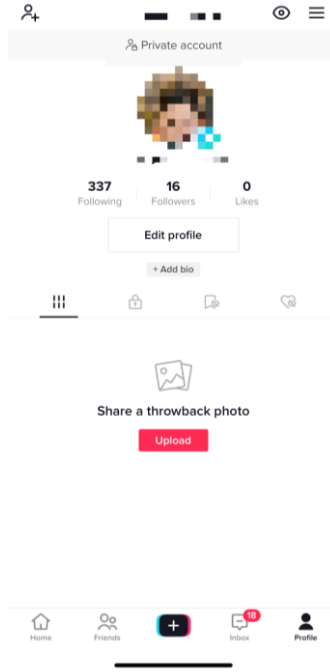 Private account
337 16 0
Following Followers Likes
Edit profile
+ Add bio
Share a throwback photo
Upload
18
Home Friends Inbox Profile